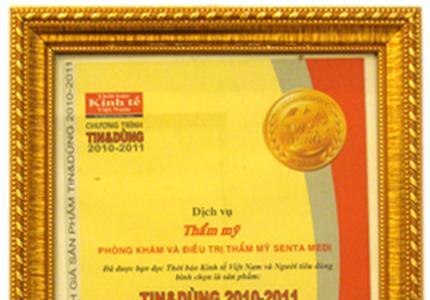 Thời báo
Kinh tế
Việt Nam
CHƯƠNG TRÌNH
TIN&DÙNG
2010-2011
GIÁ SẢN PHẨM TIN&DÙNG 2010-2011
TIN
DÙNG
Dịch vụ
Thẩm mỹ
PHÒNG KHÁM VÀ ĐIỀU TRỊ THẨM MỸ SENTA MEDI
Đã được bạn đọc Thời báo Kinh tế Việt Nam và Người tiêu dùng
bình chọn là sản phẩm:
TIN&DÙNG 2010-2011